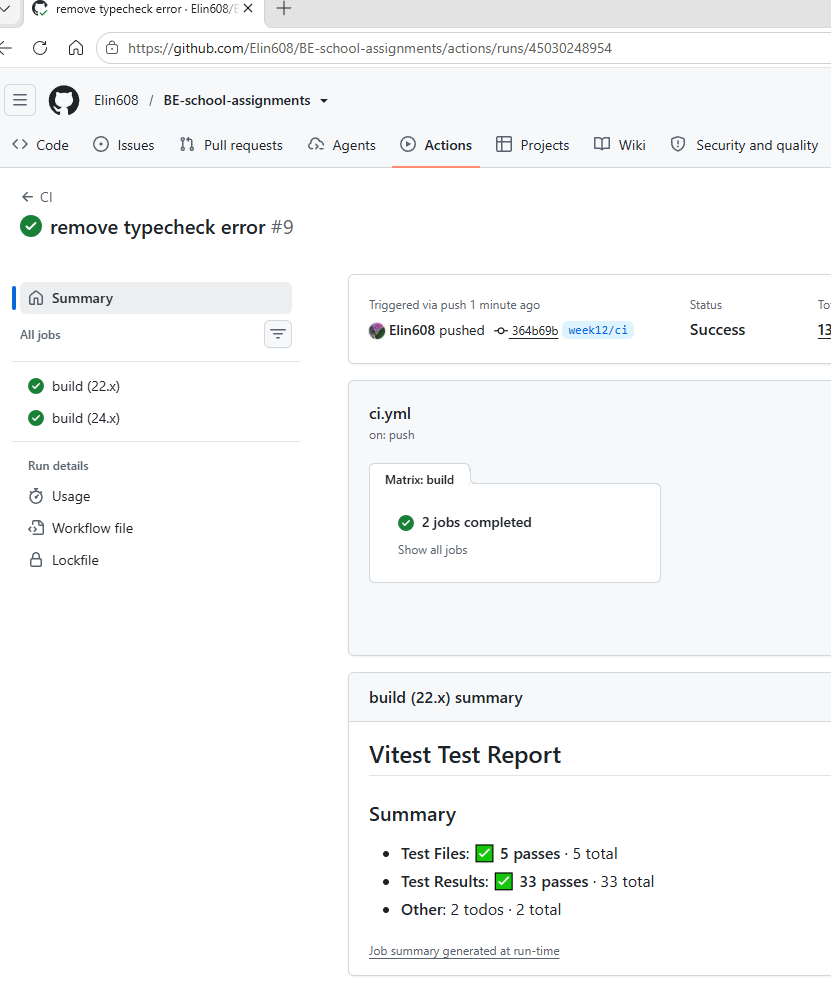 remove typecheck error · Elin608/
https://github.com/Elin608/BE-school-assignments/actions/runs/45030248954
Elin608 / BE-school-assignments
Code Issues Pull requests Agents Actions Projects Wiki Security and quality
CI
remove typecheck error #9
Summary
All jobs
build (22.x)
build (24.x)
Run details
Usage
Workflow file
Lockfile
Triggered via push 1 minute ago
Elin608 pushed 364b69b week12/ci
Status
Success
13
ci.yml
on: push
Matrix: build
2 jobs completed
Show all jobs
build (22.x) summary
Vitest Test Report
Summary
• Test Files: ✅ 5 passes · 5 total
• Test Results: ✅ 33 passes · 33 total
• Other: 2 todos · 2 total
Job summary generated at run-time